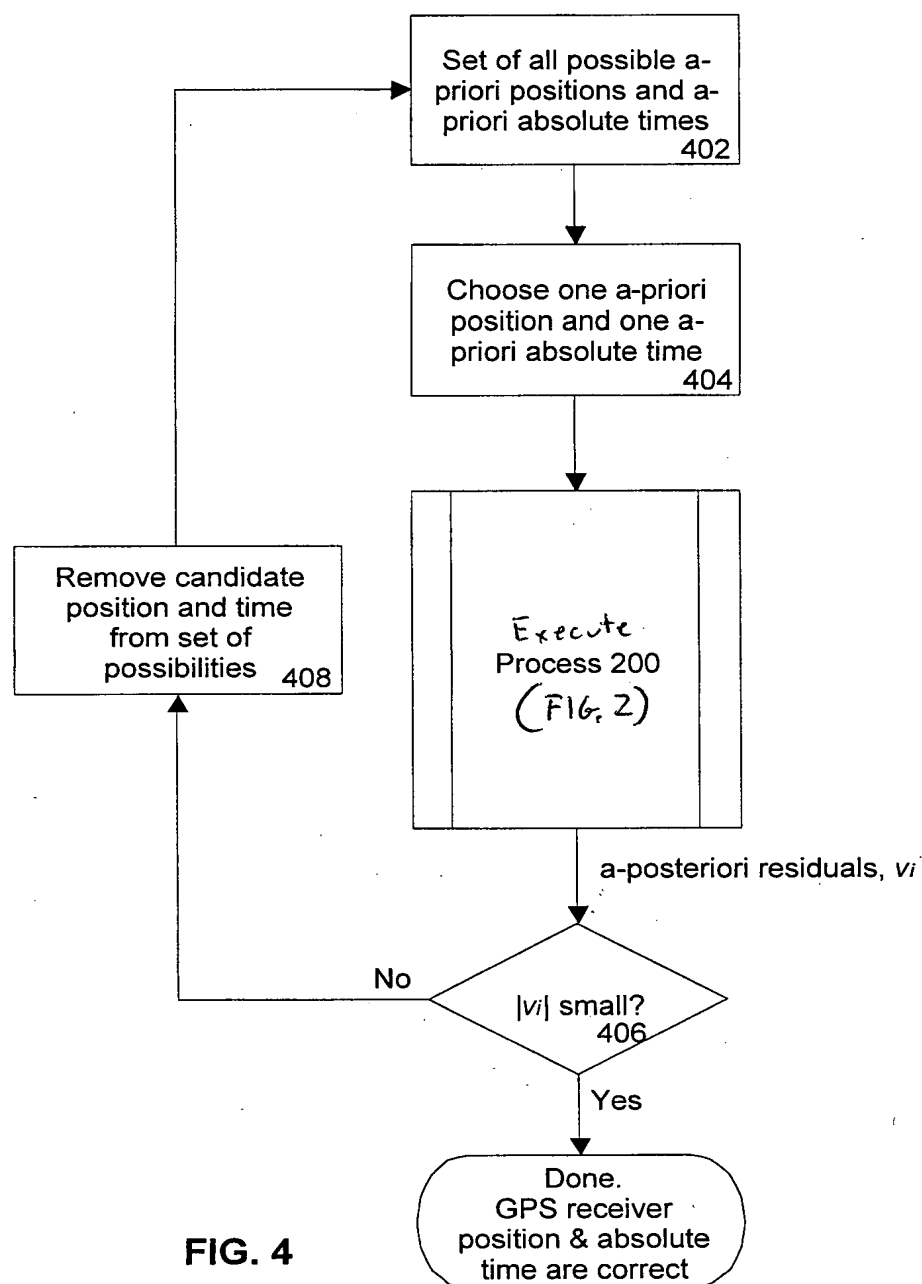 Set of all possible a-
priori positions and a-
priori absolute times
402
Choose one a-priori
position and one a-
priori absolute time
404
Execute
Process 200
(FIG. 2)
Remove candidate
position and time
from set of
possibilities
408
a-posteriori residuals, vi
No
|vi| small?
406
Yes
Done.
GPS receiver
position & absolute
time are correct
FIG. 4